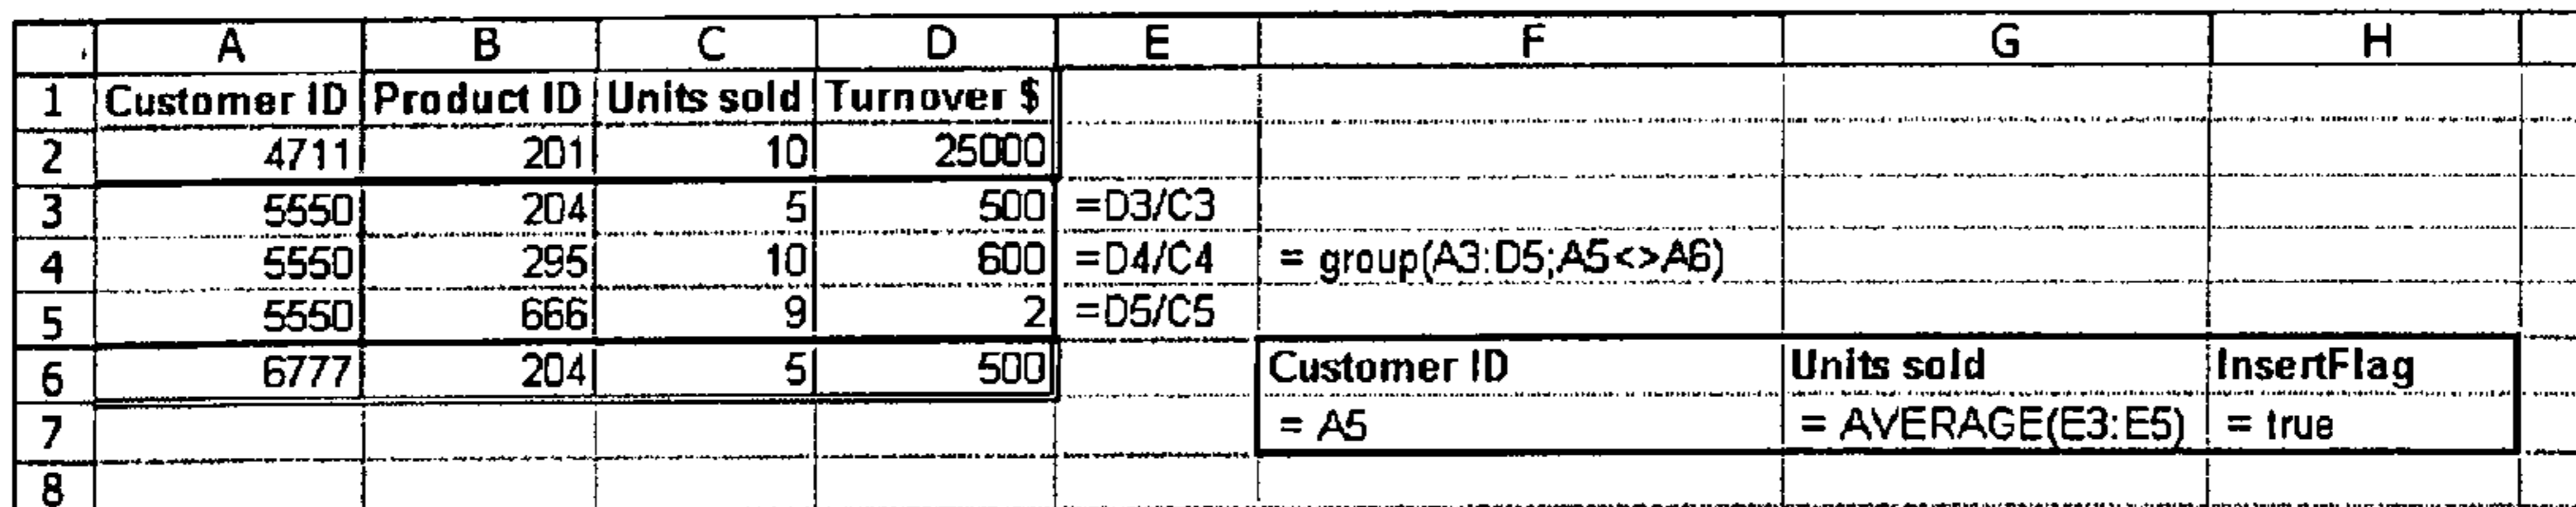 A B C D E F G H
1 Customer ID Product ID Units sold Turnover $
2 4711 201 10 25000
3 5550 204 5 500 =D3/C3
4 5550 295 10 600 =D4/C4 = group(A3:D5;A5<>A6)
5 5550 666 9 2 =D5/C5
6 6777 204 5 500 Customer ID Units sold InsertFlag
7 = A5 = AVERAGE(E3:E5) = true
8